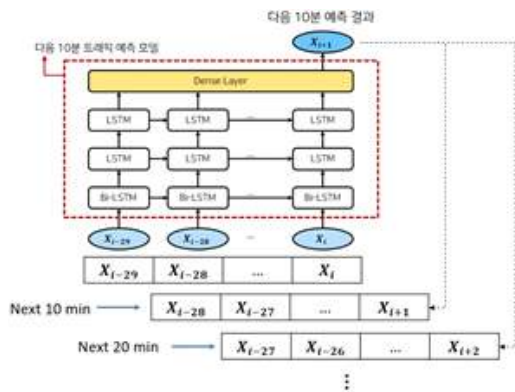 다음 10분 예측 결과
X_{i+1}
다음 10분 트래픽 예측 모델
Dense Layer
LSTM LSTM ... LSTM
LSTM LSTM ... LSTM
Bi-LSTM Bi-LSTM ... Bi-LSTM
X_{i-29} X_{i-28} ... X_i
X_{i-29} X_{i-28} ... X_i
Next 10 min X_{i-28} X_{i-27} ... X_{i+1}
Next 20 min X_{i-27} X_{i-26} ... X_{i+2}
⋮